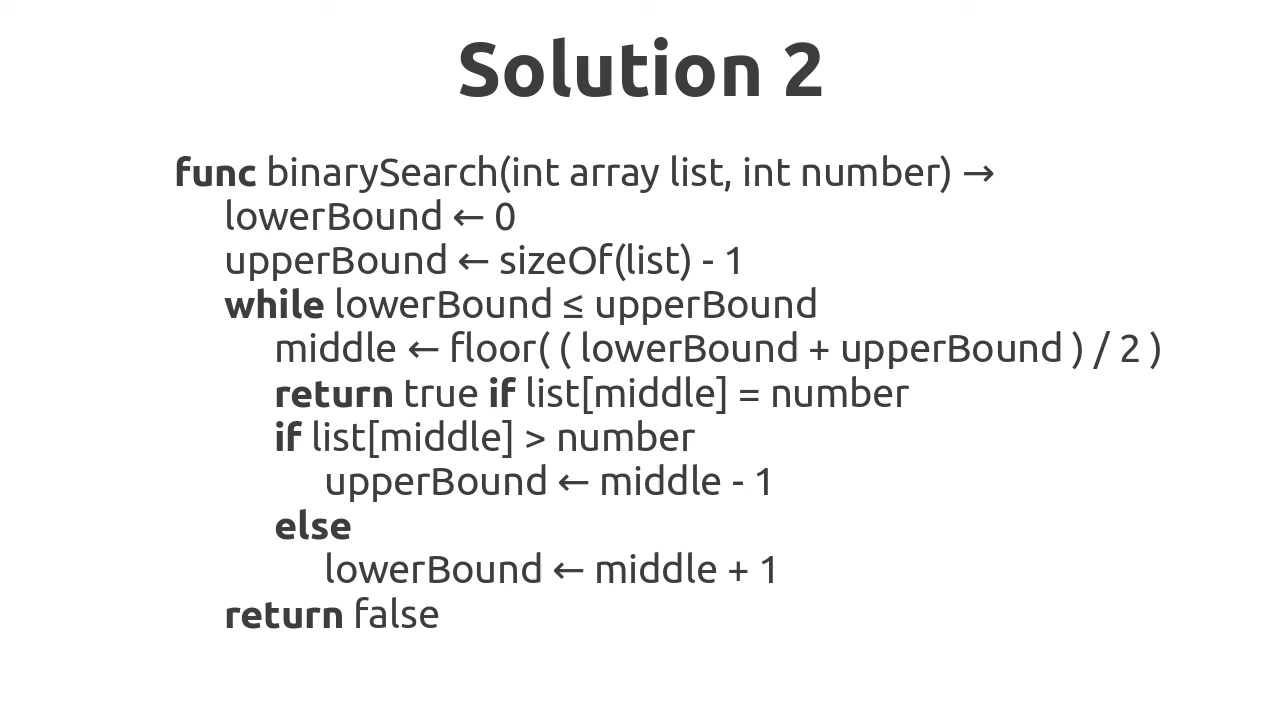 Solution 2
func binarySearch(int array list, int number) →
lowerBound ← 0
upperBound ← sizeOf(list) - 1
while lowerBound ≤ upperBound
middle ← floor( ( lowerBound + upperBound ) / 2 )
return true if list[middle] = number
if list[middle] > number
upperBound ← middle - 1
else
lowerBound ← middle + 1
return false